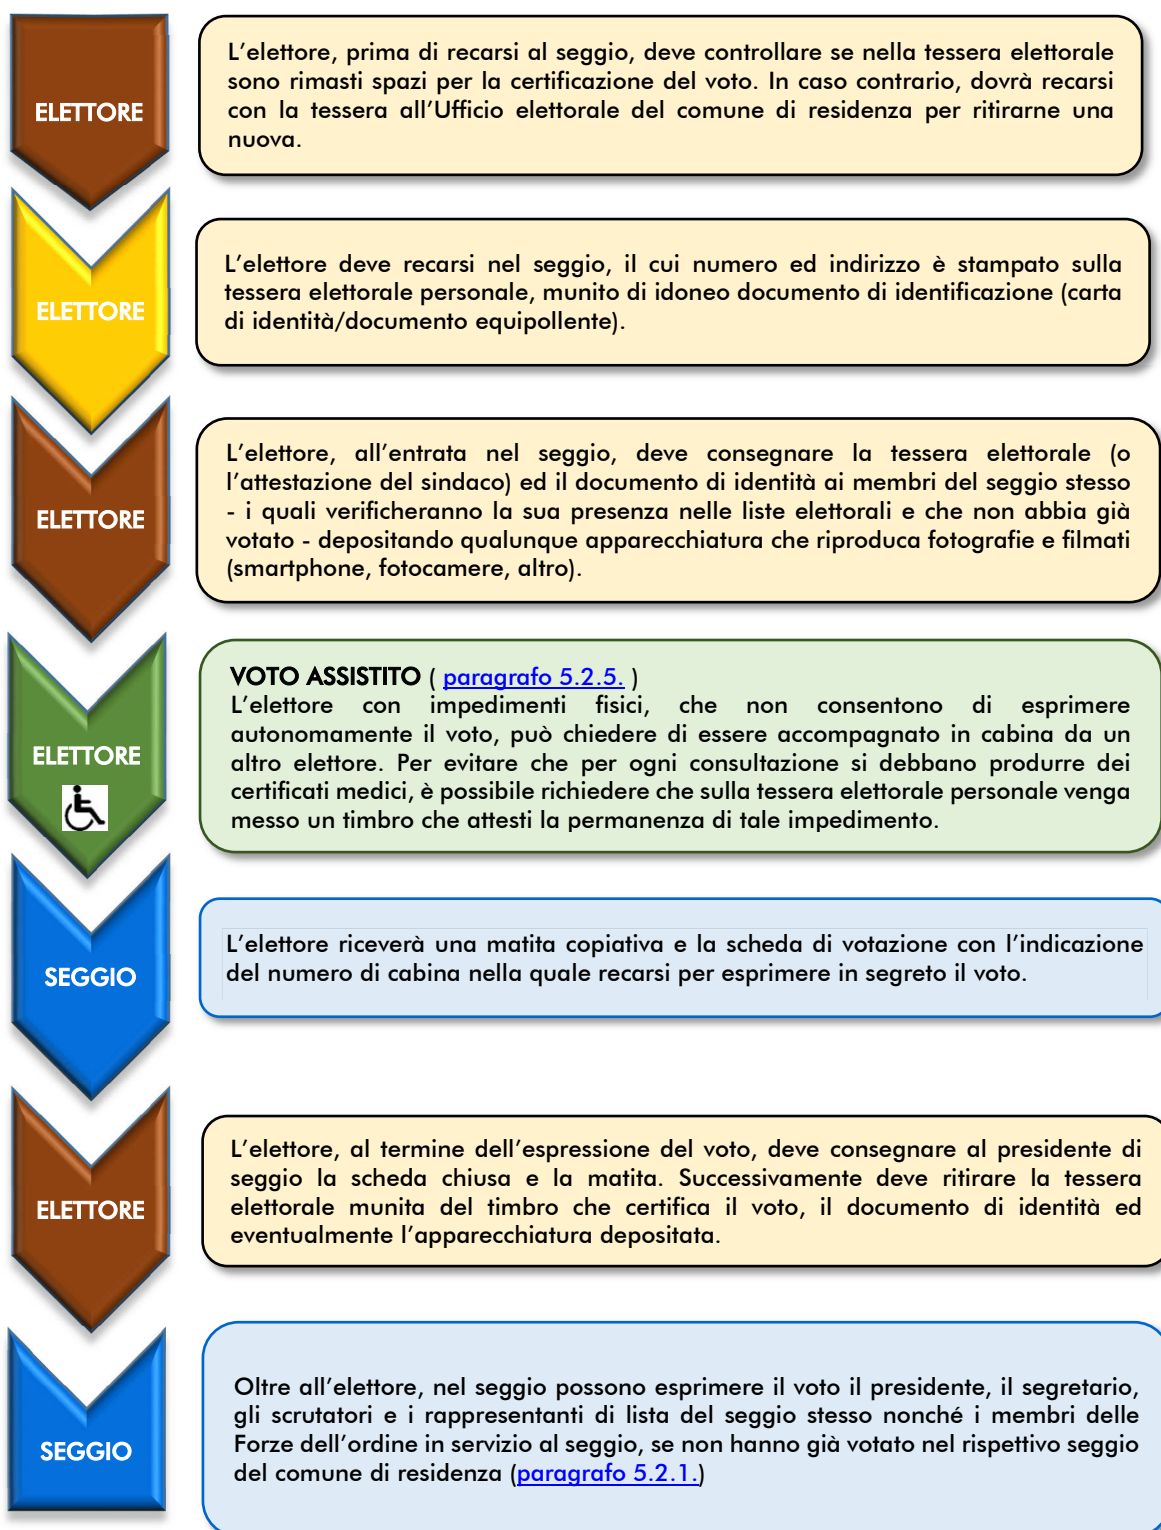 ELETTORE
L'elettore, prima di recarsi al seggio, deve controllare se nella tessera elettorale
sono rimasti spazi per la certificazione del voto. In caso contrario, dovrà recarsi
con la tessera all'Ufficio elettorale del comune di residenza per ritirarne una
nuova.
ELETTORE
L'elettore deve recarsi nel seggio, il cui numero ed indirizzo è stampato sulla
tessera elettorale personale, munito di idoneo documento di identificazione (carta
di identità/documento equipollente).
ELETTORE
L'elettore, all'entrata nel seggio, deve consegnare la tessera elettorale (o
l'attestazione del sindaco) ed il documento di identità ai membri del seggio stesso
- i quali verificheranno la sua presenza nelle liste elettorali e che non abbia già
votato - depositando qualunque apparecchiatura che riproduca fotografie e filmati
(smartphone, fotocamere, altro).
ELETTORE
VOTO ASSISTITO ( paragrafo 5.2.5. )
L'elettore con impedimenti fisici, che non consentono di esprimere
autonomamente il voto, può chiedere di essere accompagnato in cabina da un
altro elettore. Per evitare che per ogni consultazione si debbano produrre dei
certificati medici, è possibile richiedere che sulla tessera elettorale personale venga
messo un timbro che attesti la permanenza di tale impedimento.
SEGGIO
L'elettore riceverà una matita copiativa e la scheda di votazione con l'indicazione
del numero di cabina nella quale recarsi per esprimere in segreto il voto.
ELETTORE
L'elettore, al termine dell'espressione del voto, deve consegnare al presidente di
seggio la scheda chiusa e la matita. Successivamente deve ritirare la tessera
elettorale munita del timbro che certifica il voto, il documento di identità ed
eventualmente l'apparecchiatura depositata.
SEGGIO
Oltre all'elettore, nel seggio possono esprimere il voto il presidente, il segretario,
gli scrutatori e i rappresentanti di lista del seggio stesso nonché i membri delle
Forze dell'ordine in servizio al seggio, se non hanno già votato nel rispettivo seggio
del comune di residenza (paragrafo 5.2.1.)